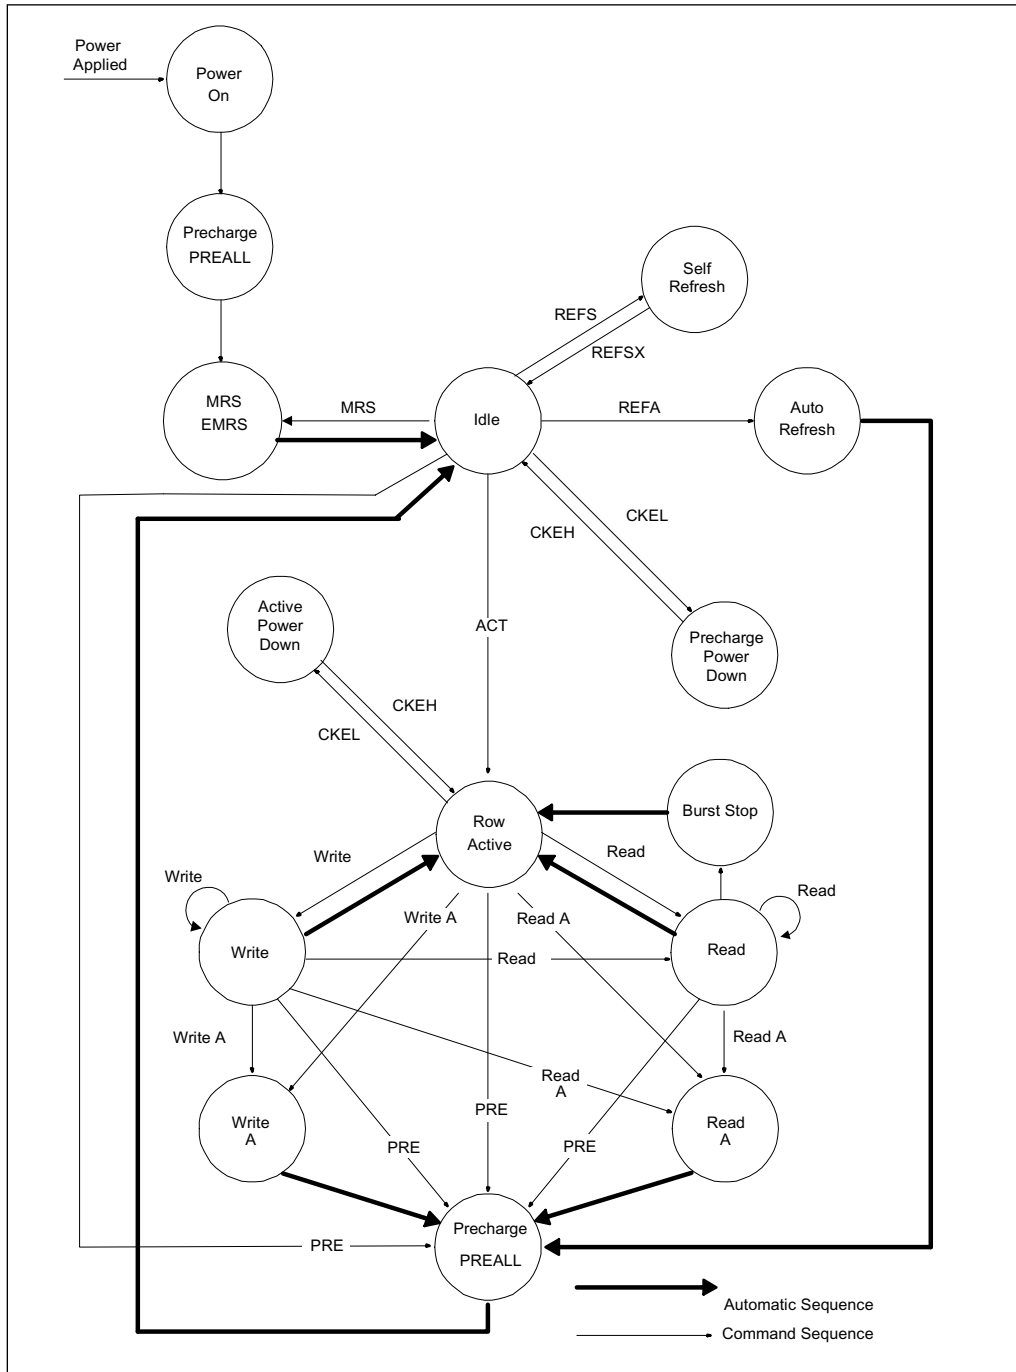 Power
Applied
Power
On
Precharge
PREALL
Self
Refresh
REFS
REFSX
MRS
EMRS
MRS
Idle
REFA
Auto
Refresh
CKEL
CKEH
Active
Power
Down
ACT
Precharge
Power
Down
CKEH
CKEL
Burst Stop
Row
Active
Write
Read
Write
Read
Write A
Read A
Write
Read
Read
Write A
Read A
Read
A
Write
A
PRE
Read
A
PRE
PRE
Precharge
PREALL
PRE
Automatic Sequence
Command Sequence